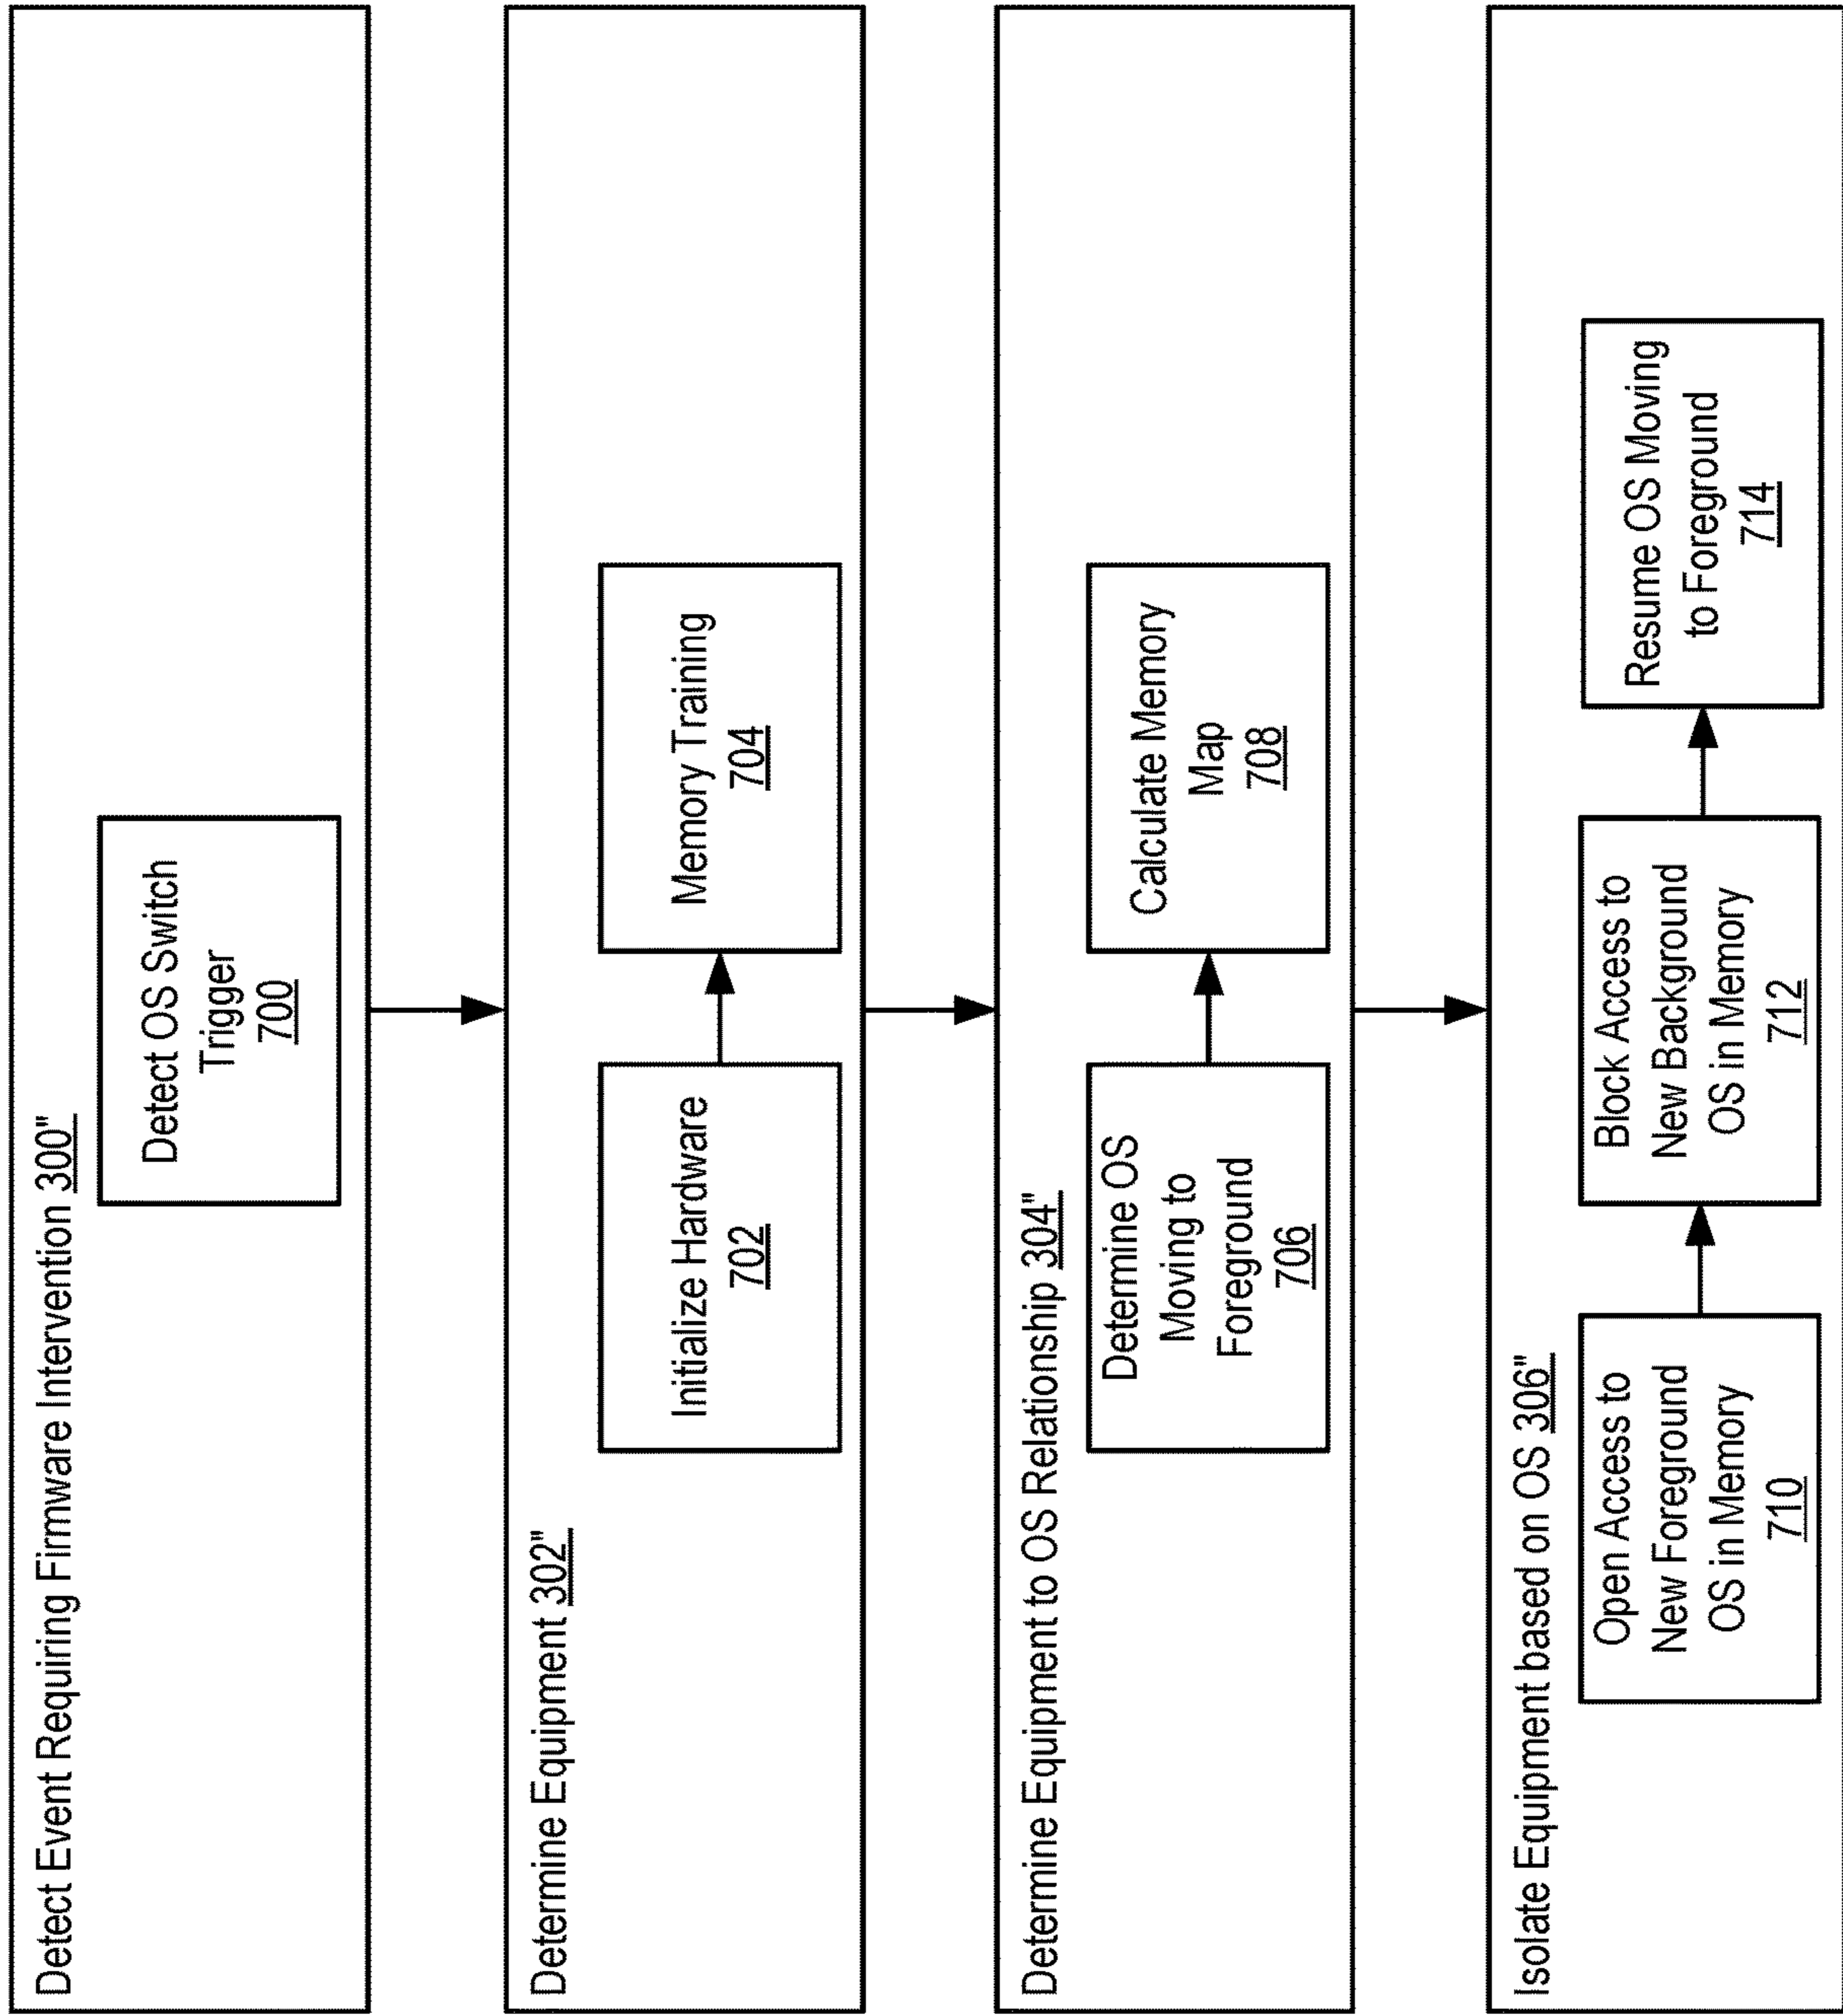 Detect Event Requiring Firmware Intervention 300"
Detect OS Switch
Trigger
700
Determine Equipment 302"
Initialize Hardware
702
Memory Training
704
Determine Equipment to OS Relationship 304"
Determine OS
Moving to
Foreground
706
Calculate Memory
Map
708
Isolate Equipment based on OS 306"
Open Access to
New Foreground
OS in Memory
710
Block Access to
New Background
OS in Memory
712
Resume OS Moving
to Foreground
714